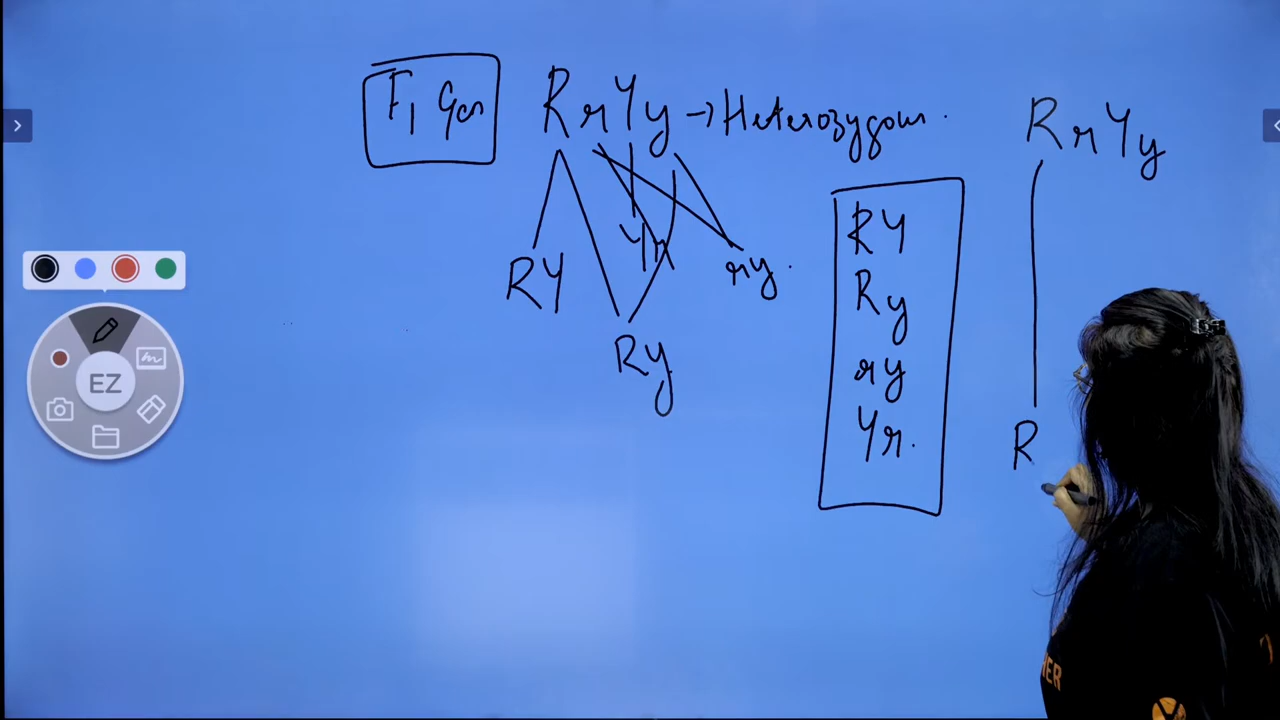 F1 Gen
RrYy → Heterozygous.
RrYy
RY
Yr
ry.
Ry
RY
Ry
ry
Yr.
R
EZ